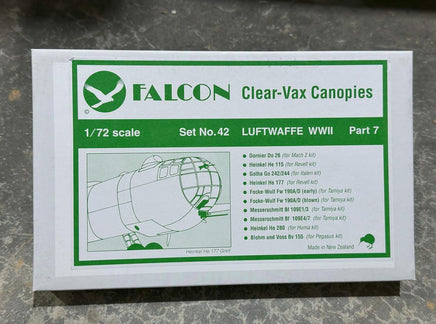 FALCON Clear-Vax Canopies
©
1/72 scale Set No. 42 LUFTWAFFE WWII Part 7
• Dornier Do 26 (for Mach 2 kit)
• Heinkel He 115 (for Revell kit)
• Gotha Go 242/244 (for Italeri kit)
• Heinkel He 177 (for Revell kit)
• Focke-Wulf Fw 190A/D (early) (for Tamiya kit)
• Focke-Wulf Fw 190A/D (blown) (for Tamiya kit)
• Messerschmitt Bf 109E1/3 (for Tamiya kit)
• Messerschmitt Bf 109E4/7 (for Tamiya kit)
• Heinkel He 280 (for Huma kit)
• Blohm und Voss Bv 155 (for Pegasus kit)
Heinkel He 177 Greif
Made in New Zealand